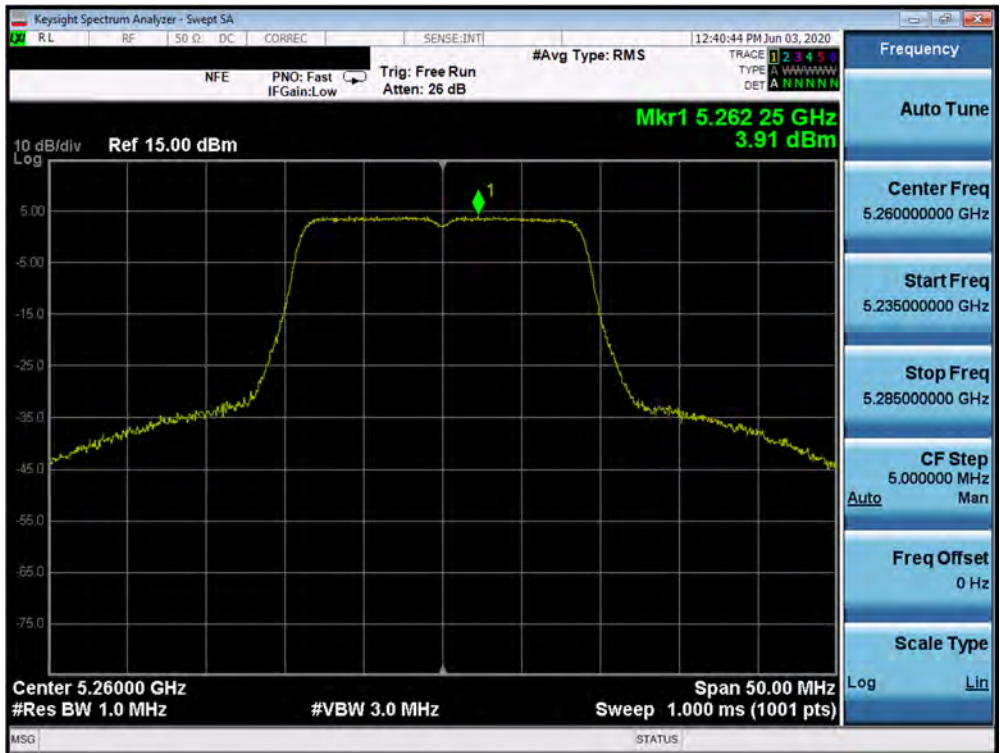 Keysight Spectrum Analyzer - Swept SA
LXI RL RF 50 Ω DC CORREC SENSE:INT 12:40:44 PM Jun 03, 2020
NFE PNO: Fast Trig: Free Run #Avg Type: RMS TRACE 1 2 3 4 5 6
IFGain:Low Atten: 26 dB TYPE A WWWWW
DET A N N N N N
Mkr1 5.262 25 GHz
3.91 dBm
10 dB/div Ref 15.00 dBm
Log
1
5.00
-5.00
-15.0
-25.0
-35.0
-45.0
-55.0
-65.0
-75.0
Center 5.26000 GHz Span 50.00 MHz
#Res BW 1.0 MHz #VBW 3.0 MHz Sweep 1.000 ms (1001 pts)
MSG STATUS
Frequency
Auto Tune
Center Freq
5.260000000 GHz
Start Freq
5.235000000 GHz
Stop Freq
5.285000000 GHz
CF Step
5.000000 MHz
Auto Man
Freq Offset
0 Hz
Scale Type
Log Lin